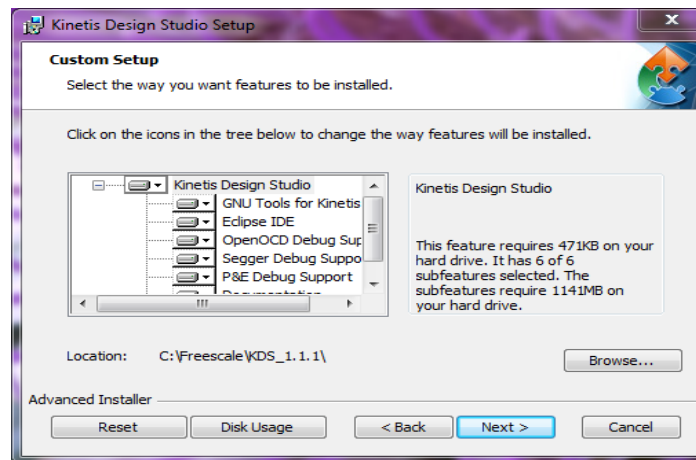 Kinetis Design Studio Setup
Custom Setup
Select the way you want features to be installed.
Click on the icons in the tree below to change the way features will be installed.
Kinetis Design Studio
GNU Tools for Kinetis
Eclipse IDE
OpenOCD Debug Sup
Segger Debug Suppo
P&E Debug Support
Documentation
Kinetis Design Studio
This feature requires 471KB on your
hard drive. It has 6 of 6
subfeatures selected. The
subfeatures require 1141MB on
your hard drive.
Location: C:\Freescale\KDS_1.1.1\
Browse...
Advanced Installer
Reset Disk Usage < Back Next > Cancel